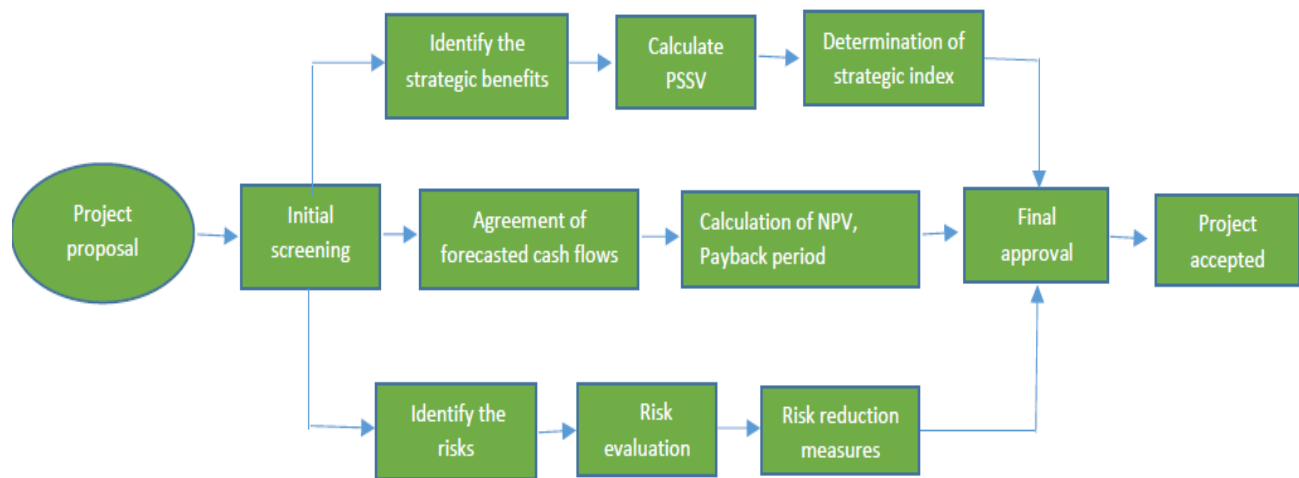 Identify the
strategic benefits
Calculate
PSSV
Determination of
strategic index
Project
proposal
Initial
screening
Agreement of
forecasted cash flows
Calculation of NPV,
Payback period
Final
approval
Project
accepted
Identify the
risks
Risk
evaluation
Risk reduction
measures